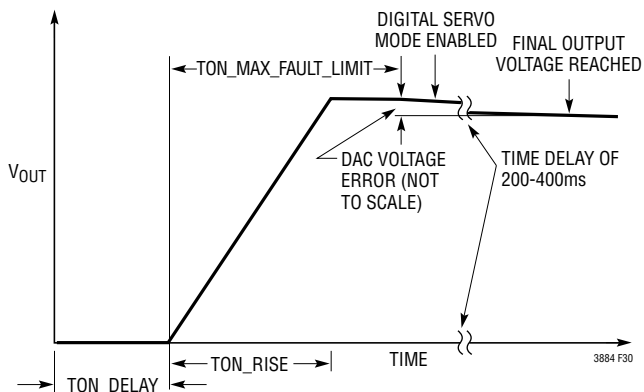 DIGITAL SERVO
MODE ENABLED
FINAL OUTPUT
VOLTAGE REACHED
TON_MAX_FAULT_LIMIT
DAC VOLTAGE
ERROR (NOT
TO SCALE)
TIME DELAY OF
200-400ms
VOUT
TON_RISE
TIME
3884 F30
TON_DELAY